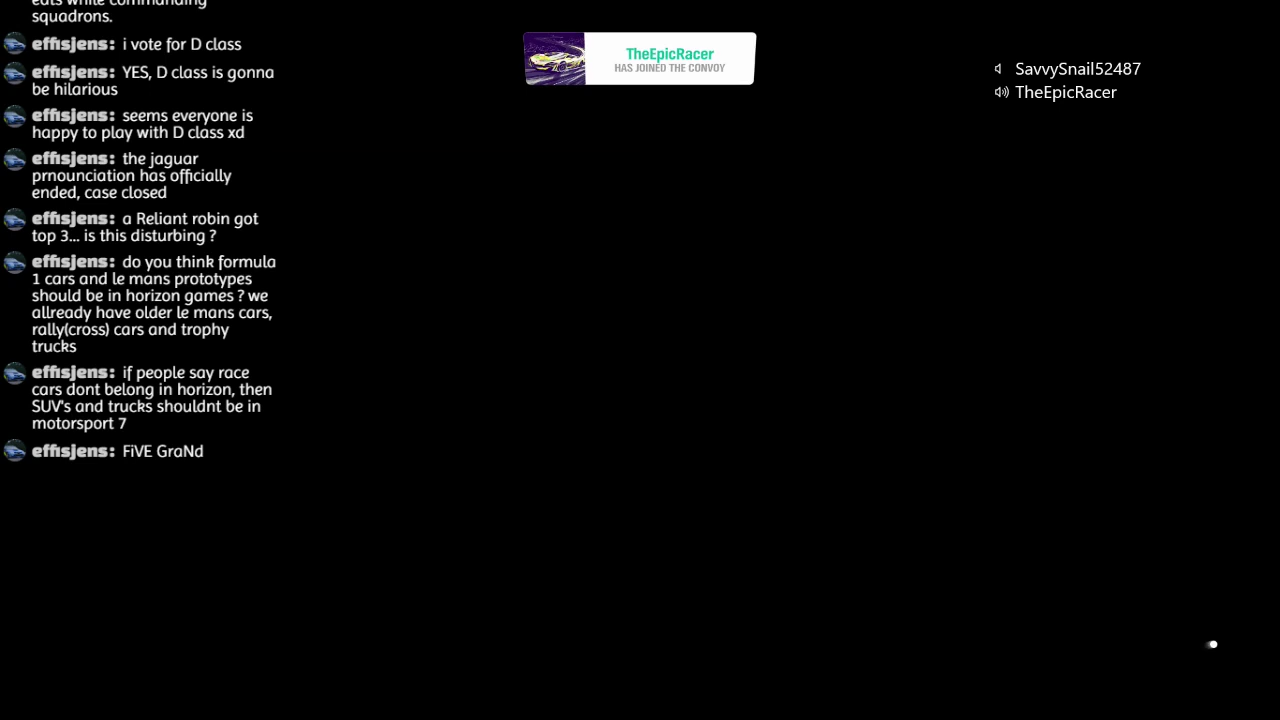 eats while commanding
squadrons.
effisjens: i vote for D class
effisjens: YES, D class is gonna
be hilarious
effisjens: seems everyone is
happy to play with D class xd
effisjens: the jaguar
prnounciation has officially
ended, case closed
effisjens: a Reliant robin got
top 3... is this disturbing ?
effisjens: do you think formula
1 cars and le mans prototypes
should be in horizon games ? we
allready have older le mans cars,
rally(cross) cars and trophy
trucks
effisjens: if people say race
cars dont belong in horizon, then
SUV's and trucks shouldnt be in
motorsport 7
effisjens: FiVE GraNd
TheEpicRacer
HAS JOINED THE CONVOY
SavvySnail52487
TheEpicRacer